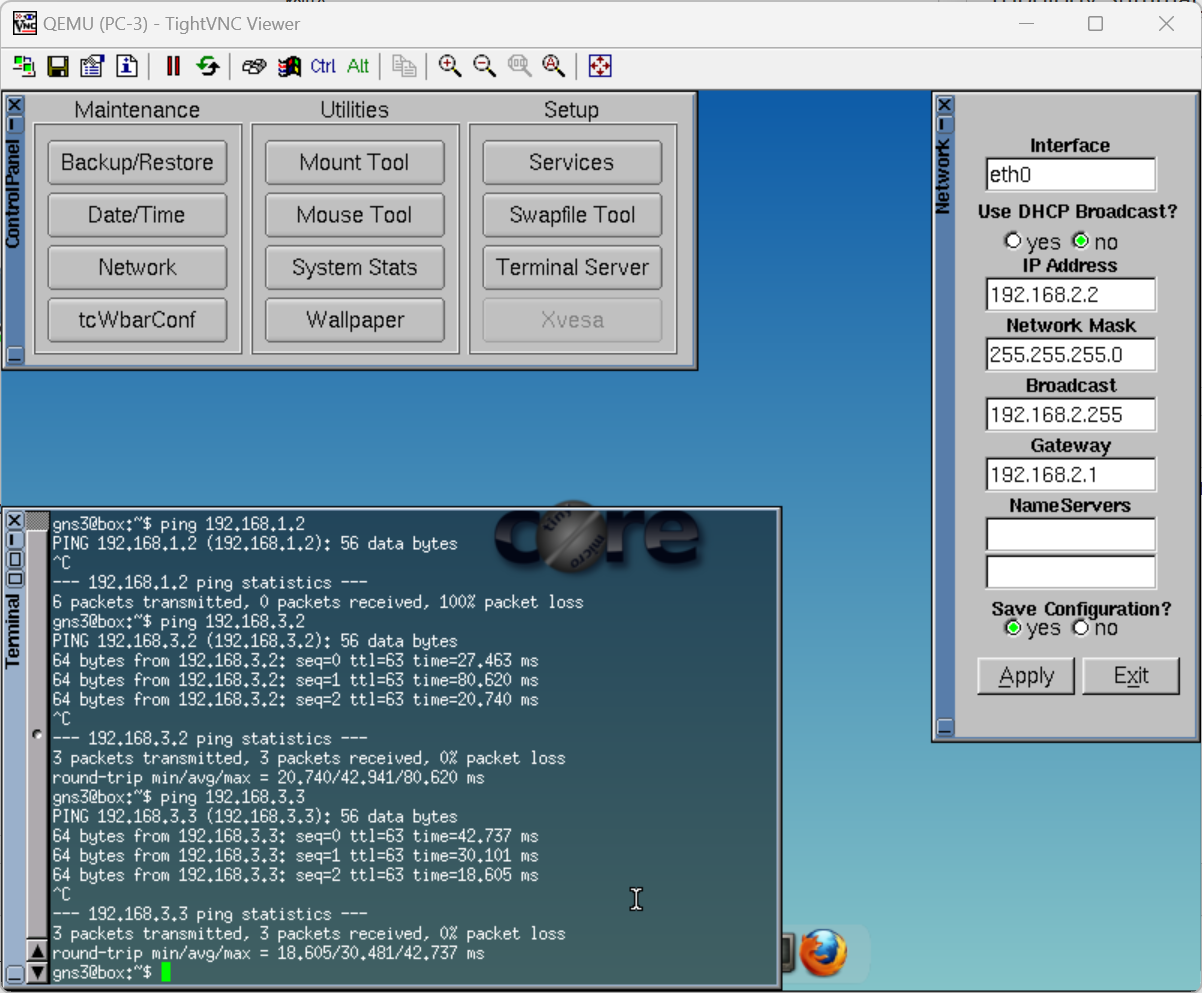 QEMU (PC-3) - TightVNC Viewer
Ctrl Alt
ControlPanel
Maintenance
Backup/Restore
Date/Time
Network
tcWbarConf
Utilities
Mount Tool
Mouse Tool
System Stats
Wallpaper
Setup
Services
Swapfile Tool
Terminal Server
Xvesa
Network
Interface
eth0
Use DHCP Broadcast?
yes no
IP Address
192.168.2.2
Network Mask
255.255.255.0
Broadcast
192.168.2.255
Gateway
192.168.2.1
NameServers
Save Configuration?
yes no
Apply Exit
core
tiny
micro
Terminal
gns3@box:~$ ping 192.168.1.2
PING 192.168.1.2 (192.168.1.2): 56 data bytes
^C
--- 192.168.1.2 ping statistics ---
6 packets transmitted, 0 packets received, 100% packet loss
gns3@box:~$ ping 192.168.3.2
PING 192.168.3.2 (192.168.3.2): 56 data bytes
64 bytes from 192.168.3.2: seq=0 ttl=63 time=27.463 ms
64 bytes from 192.168.3.2: seq=1 ttl=63 time=80.620 ms
64 bytes from 192.168.3.2: seq=2 ttl=63 time=20.740 ms
^C
--- 192.168.3.2 ping statistics ---
3 packets transmitted, 3 packets received, 0% packet loss
round-trip min/avg/max = 20.740/42.941/80.620 ms
gns3@box:~$ ping 192.168.3.3
PING 192.168.3.3 (192.168.3.3): 56 data bytes
64 bytes from 192.168.3.3: seq=0 ttl=63 time=42.737 ms
64 bytes from 192.168.3.3: seq=1 ttl=63 time=30.101 ms
64 bytes from 192.168.3.3: seq=2 ttl=63 time=18.605 ms
^C
--- 192.168.3.3 ping statistics ---
3 packets transmitted, 3 packets received, 0% packet loss
round-trip min/avg/max = 18.605/30.481/42.737 ms
gns3@box:~$